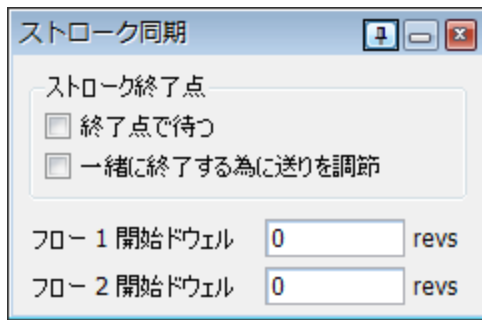 ストローク同期
ストローク終了点
終了点で待つ
一緒に終了する為に送りを調節
フロー 1 開始ドウェル 0 revs
フロー 2 開始ドウェル 0 revs